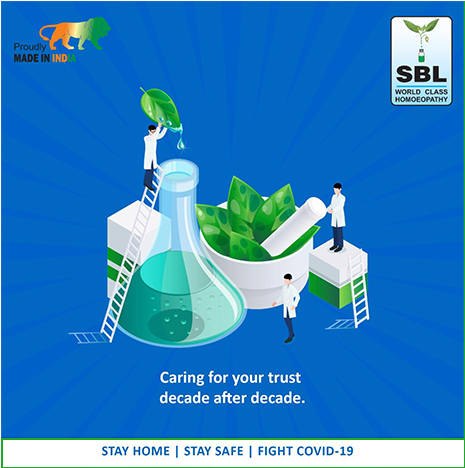 Proudly
MADE IN INDIA
SBL
WORLD CLASS
HOMOEOPATHY
Caring for your trust
decade after decade.
STAY HOME | STAY SAFE | FIGHT COVID-19